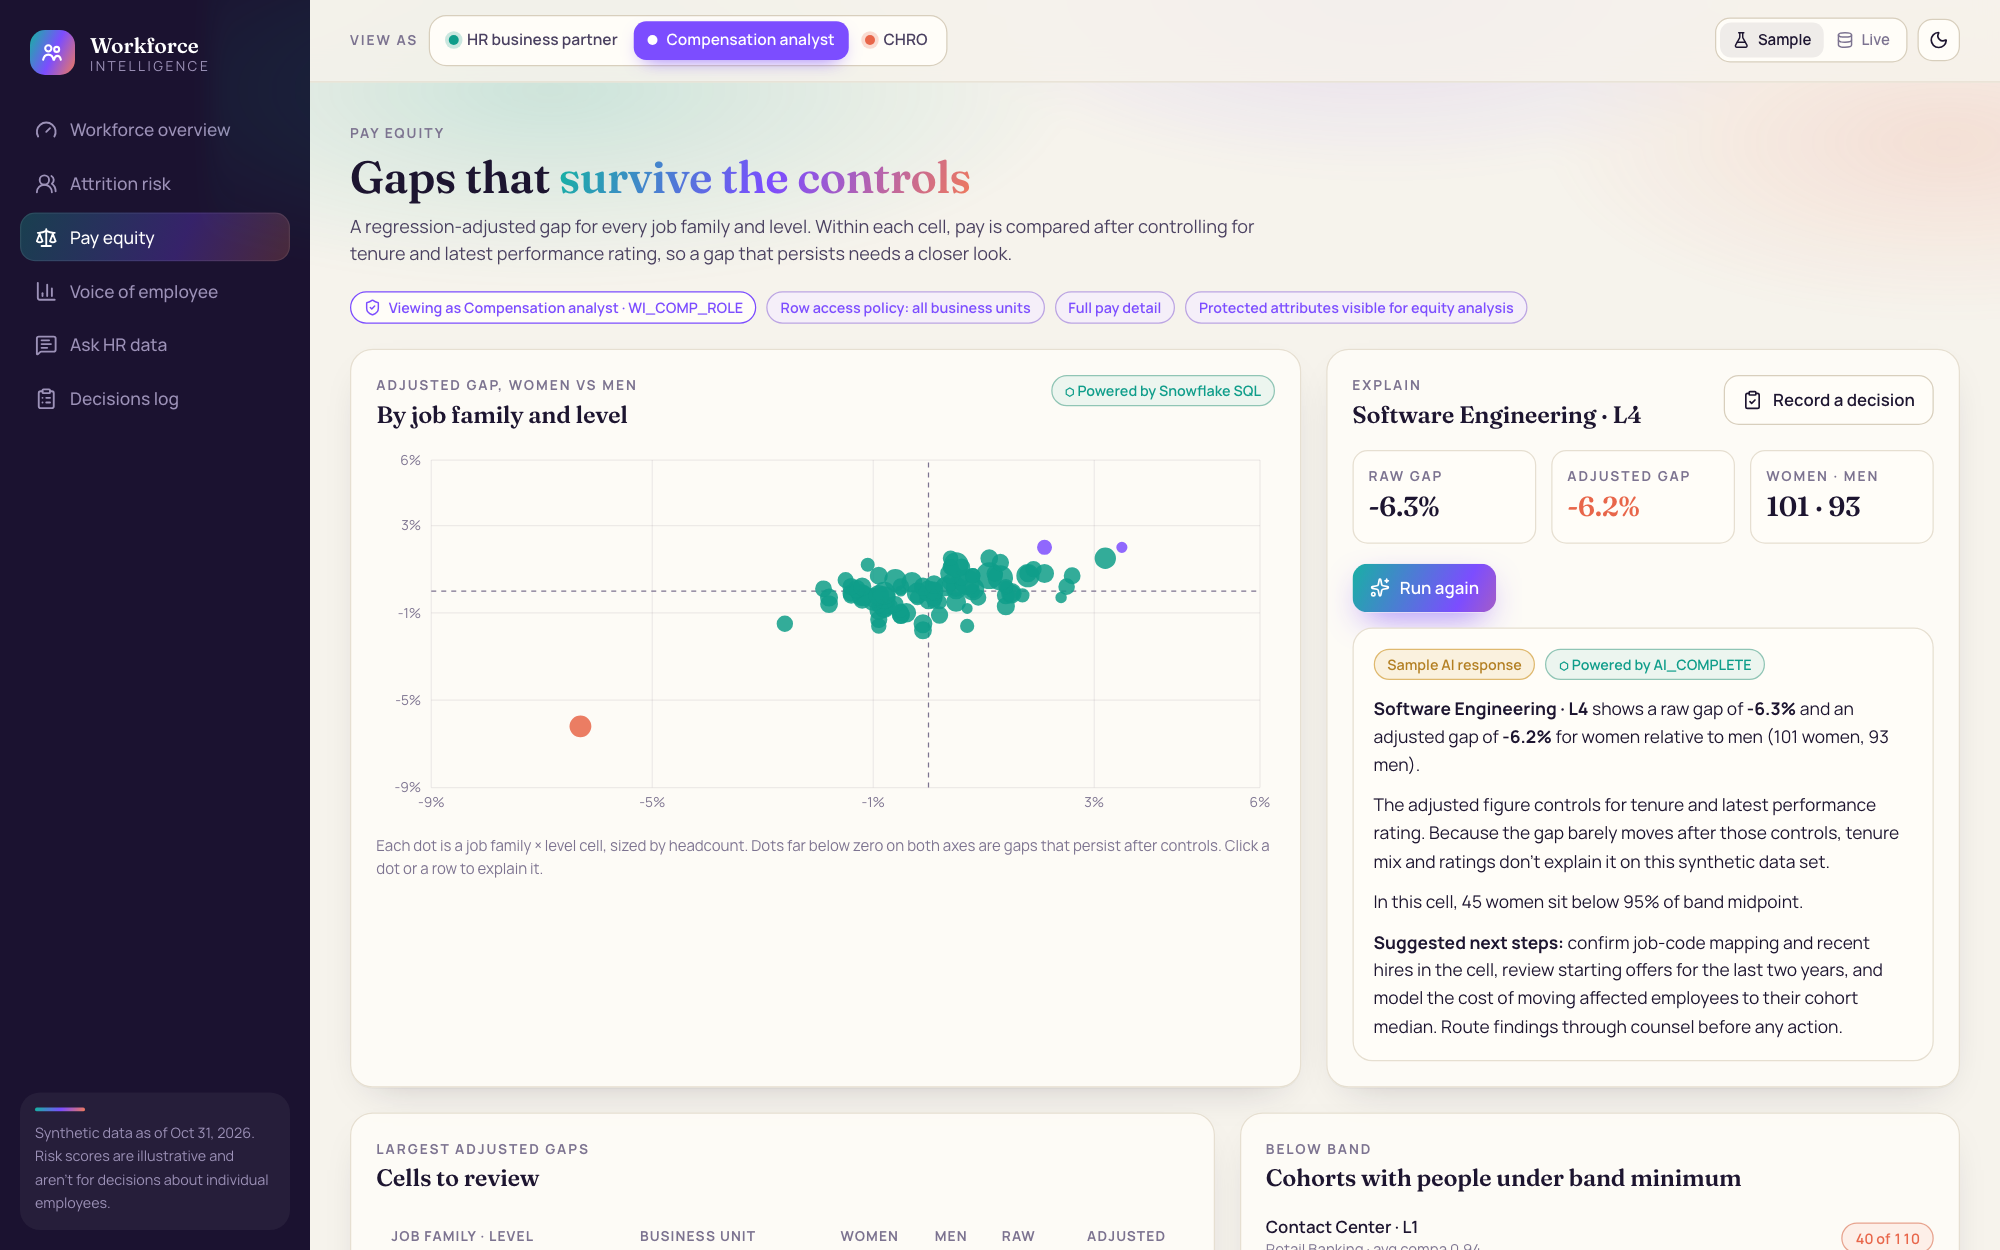 Workforce
INTELLIGENCE
Workforce overview
Attrition risk
Pay equity
Voice of employee
Ask HR data
Decisions log
Synthetic data as of Oct 31, 2026.
Risk scores are illustrative and
aren't for decisions about individual
employees.
VIEW AS
HR business partner
Compensation analyst
CHRO
Sample
Live
PAY EQUITY
Gaps that survive the controls
A regression-adjusted gap for every job family and level. Within each cell, pay is compared after controlling for
tenure and latest performance rating, so a gap that persists needs a closer look.
Viewing as Compensation analyst · WI_COMP_ROLE
Row access policy: all business units
Full pay detail
Protected attributes visible for equity analysis
ADJUSTED GAP, WOMEN VS MEN
By job family and level
Powered by Snowflake SQL
6%
3%
-1%
-5%
-9%
-9%
-5%
-1%
3%
6%
Each dot is a job family × level cell, sized by headcount. Dots far below zero on both axes are gaps that persist after controls. Click a
dot or a row to explain it.
EXPLAIN
Software Engineering · L4
Record a decision
RAW GAP
-6.3%
ADJUSTED GAP
-6.2%
WOMEN · MEN
101 · 93
Run again
Sample AI response
Powered by AI_COMPLETE
Software Engineering · L4 shows a raw gap of -6.3% and an
adjusted gap of -6.2% for women relative to men (101 women, 93
men).
The adjusted figure controls for tenure and latest performance
rating. Because the gap barely moves after those controls, tenure
mix and ratings don't explain it on this synthetic data set.
In this cell, 45 women sit below 95% of band midpoint.
Suggested next steps: confirm job-code mapping and recent
hires in the cell, review starting offers for the last two years, and
model the cost of moving affected employees to their cohort
median. Route findings through counsel before any action.
LARGEST ADJUSTED GAPS
Cells to review
JOB FAMILY · LEVEL
BUSINESS UNIT
WOMEN
MEN
RAW
ADJUSTED
BELOW BAND
Cohorts with people under band minimum
Contact Center · L1
Retail Banking · avg compa 0.94
40 of 110